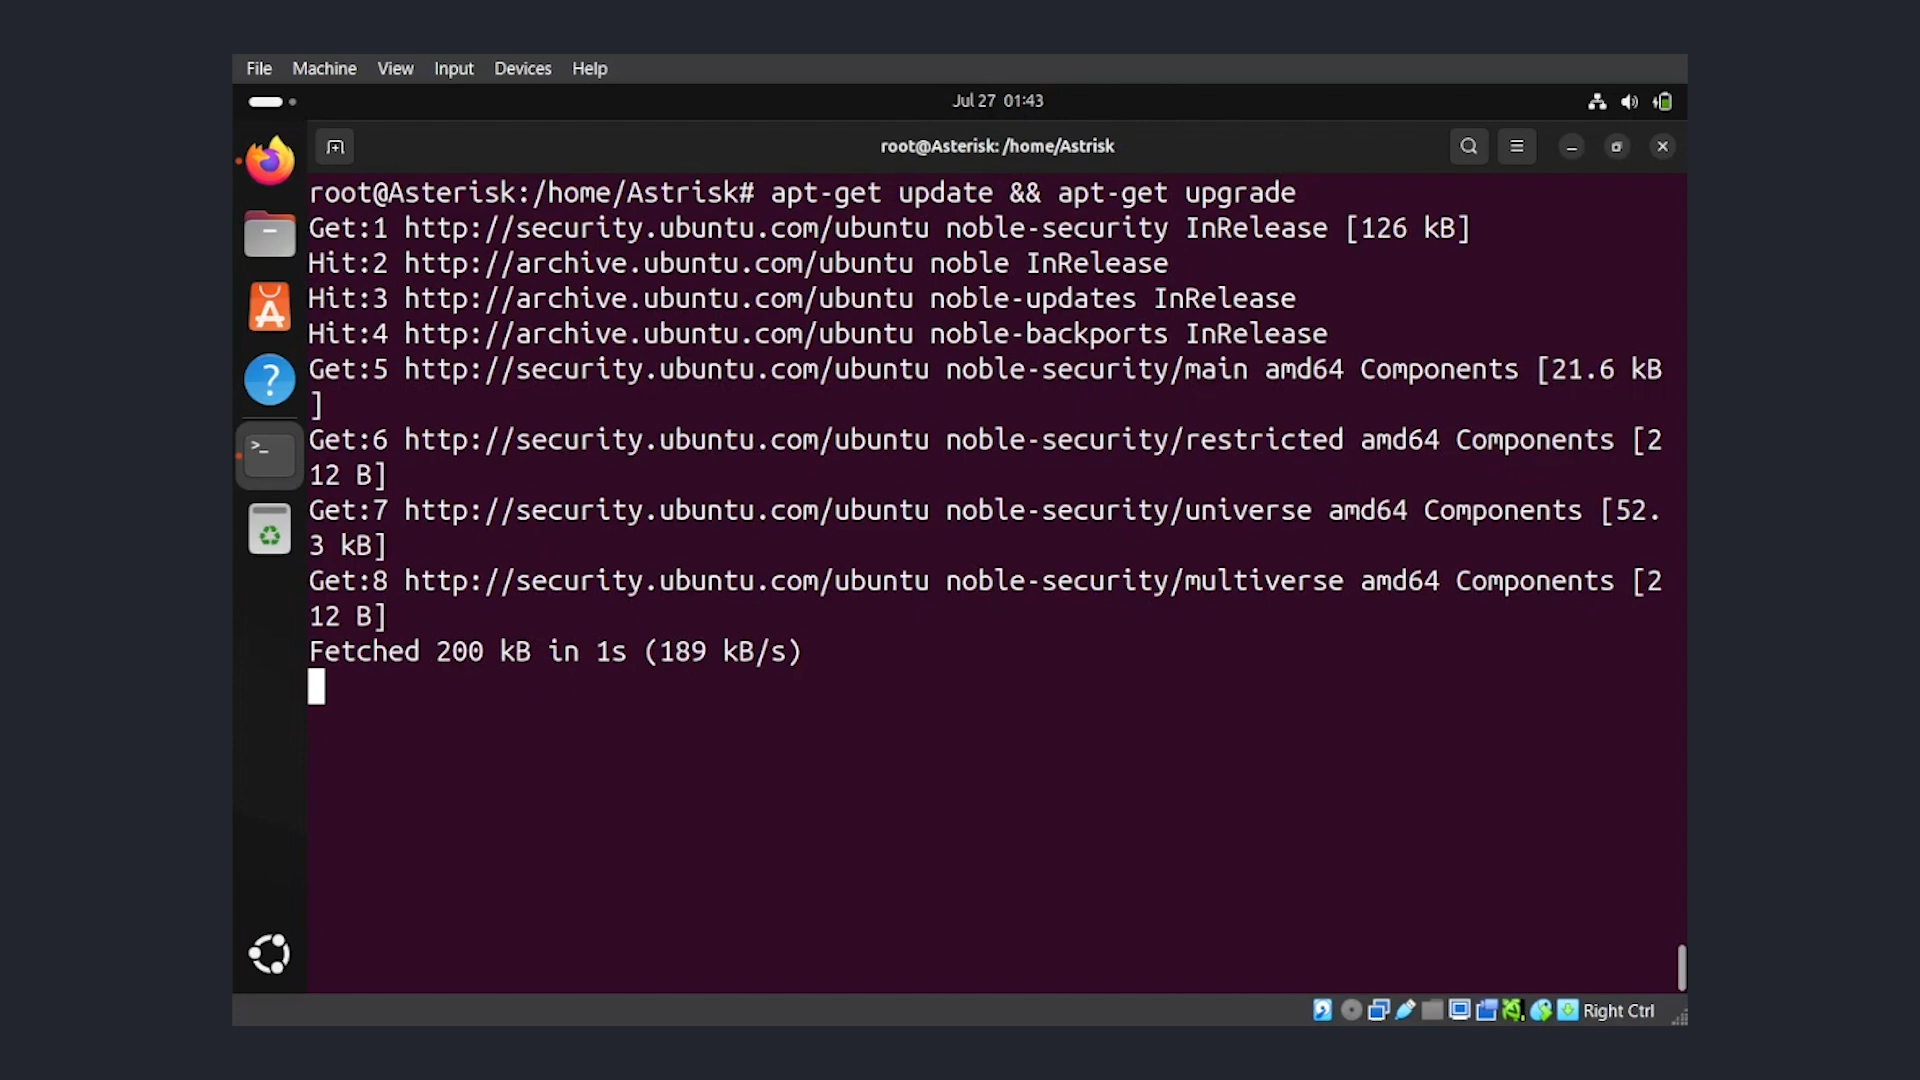 File Machine View Input Devices Help
Jul 27 01:43
root@Asterisk: /home/Astrisk
root@Asterisk:/home/Astrisk# apt-get update && apt-get upgrade
Get:1 http://security.ubuntu.com/ubuntu noble-security InRelease [126 kB]
Hit:2 http://archive.ubuntu.com/ubuntu noble InRelease
Hit:3 http://archive.ubuntu.com/ubuntu noble-updates InRelease
Hit:4 http://archive.ubuntu.com/ubuntu noble-backports InRelease
Get:5 http://security.ubuntu.com/ubuntu noble-security/main amd64 Components [21.6 kB
]
Get:6 http://security.ubuntu.com/ubuntu noble-security/restricted amd64 Components [2
12 B]
Get:7 http://security.ubuntu.com/ubuntu noble-security/universe amd64 Components [52.
3 kB]
Get:8 http://security.ubuntu.com/ubuntu noble-security/multiverse amd64 Components [2
12 B]
Fetched 200 kB in 1s (189 kB/s)
Right Ctrl